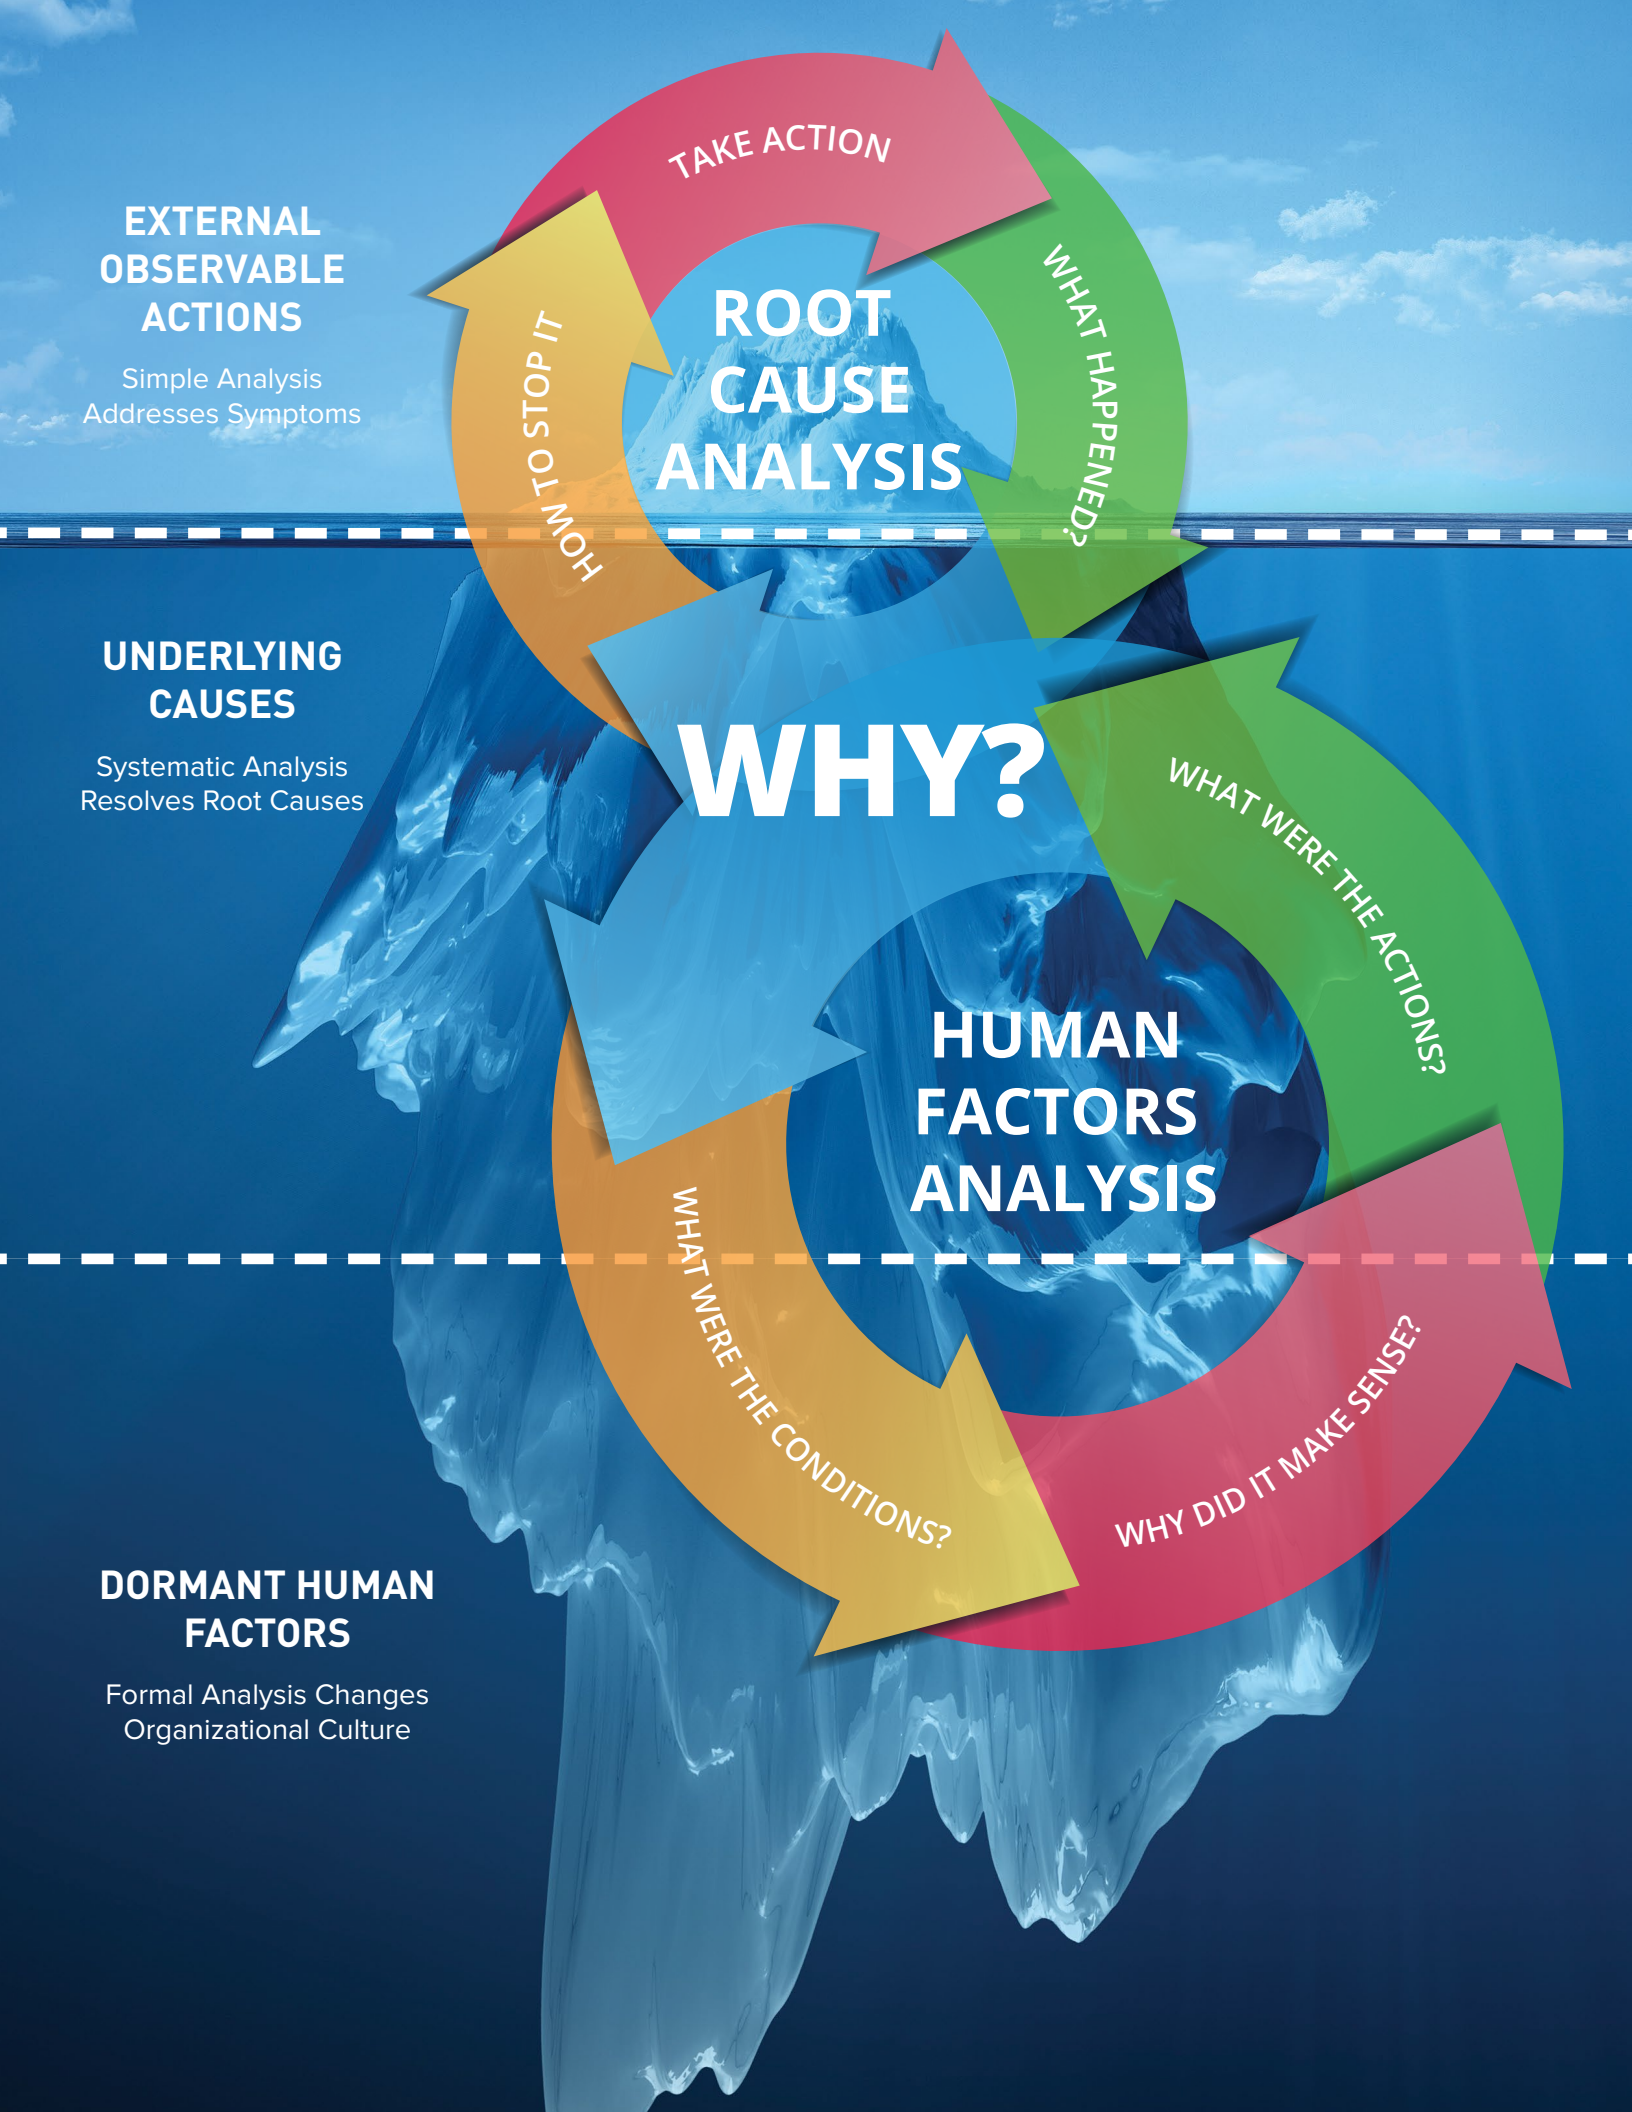 TAKE ACTION
WHAT HAPPENED?
HOW TO STOP IT
ROOT
CAUSE
ANALYSIS
EXTERNAL
OBSERVABLE
ACTIONS
Simple Analysis
Addresses Symptoms
UNDERLYING
CAUSES
Systematic Analysis
Resolves Root Causes
WHY?
WHAT WERE THE ACTIONS?
HUMAN
FACTORS
ANALYSIS
WHAT WERE THE CONDITIONS?
WHY DID IT MAKE SENSE?
DORMANT HUMAN
FACTORS
Formal Analysis Changes
Organizational Culture